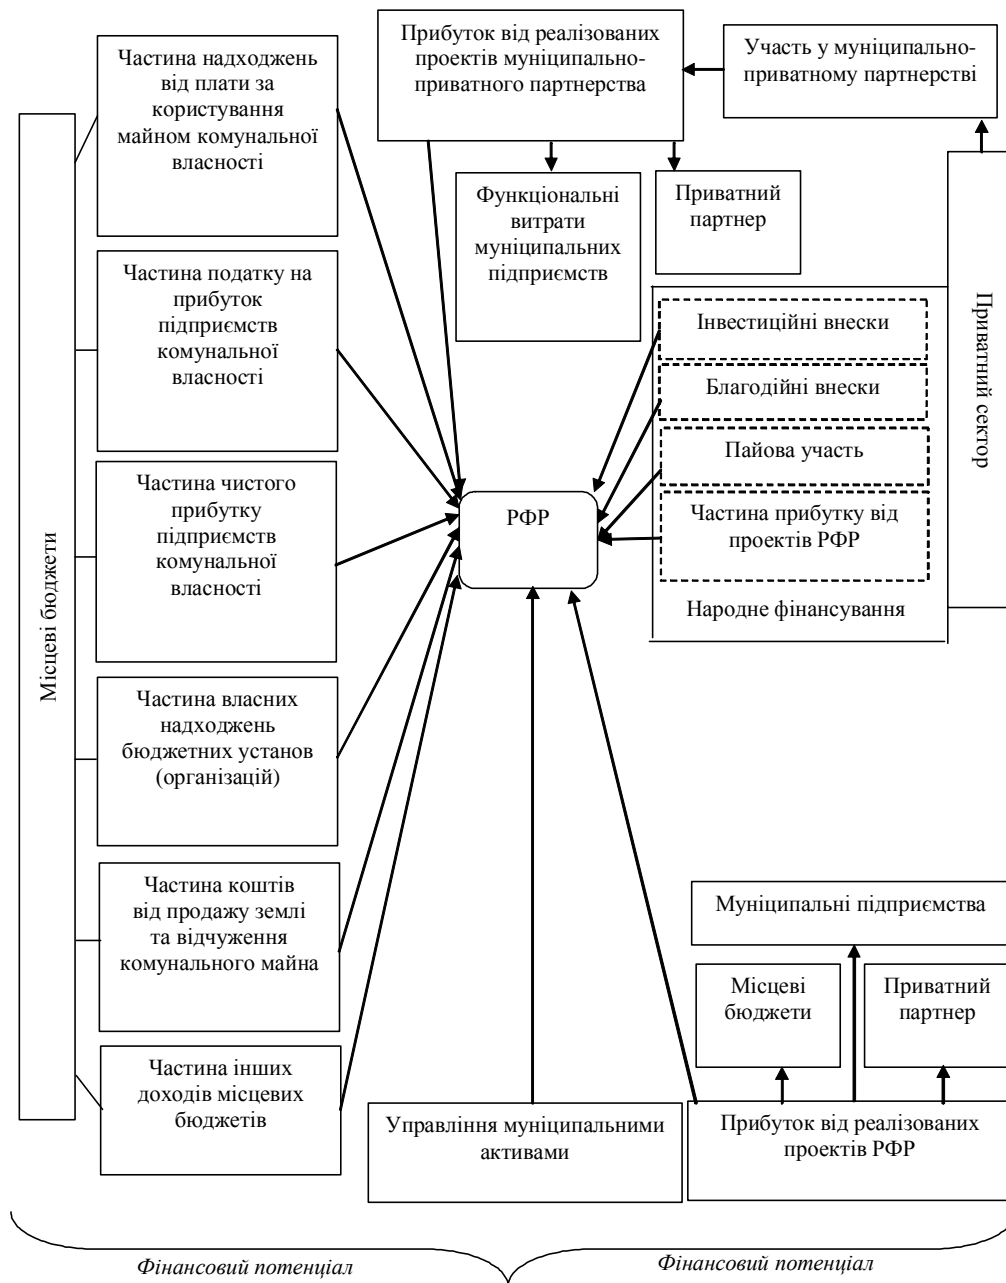 Місцеві бюджети
Частина надходжень
від плати за
користування
майном комунальної
власності
Частина податку на
прибуток
підприємств
комунальної
власності
Частина чистого
прибутку
підприємств
комунальної
власності
Частина власних
надходжень
бюджетних установ
(організацій)
Частина коштів
від продажу землі
та відчуження
комунального майна
Частина інших
доходів місцевих
бюджетів
Прибуток від реалізованих
проектів муніципально-
приватного партнерства
Участь у муніципально-
приватному партнерстві
Функціональні
витрати
муніципальних
підприємств
Приватний
партнер
Приватний сектор
Інвестиційні внески
Благодійні внески
Пайова участь
Частина прибутку від
проектів РФР
Народне фінансування
РФР
Муніципальні підприємства
Місцеві
бюджети
Приватний
партнер
Управління муніципальними
активами
Прибуток від реалізованих
проектів РФР
Фінансовий потенціал
Фінансовий потенціал